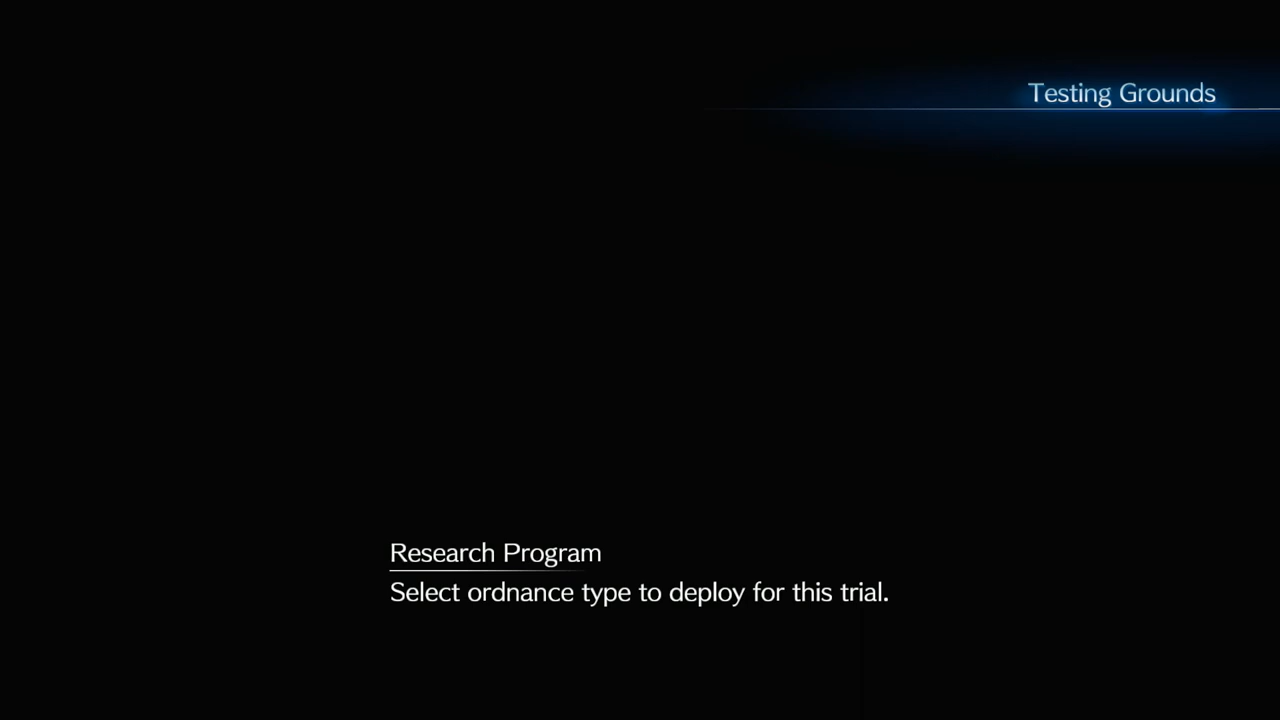 Testing Grounds
Research Program
Select ordnance type to deploy for this trial.